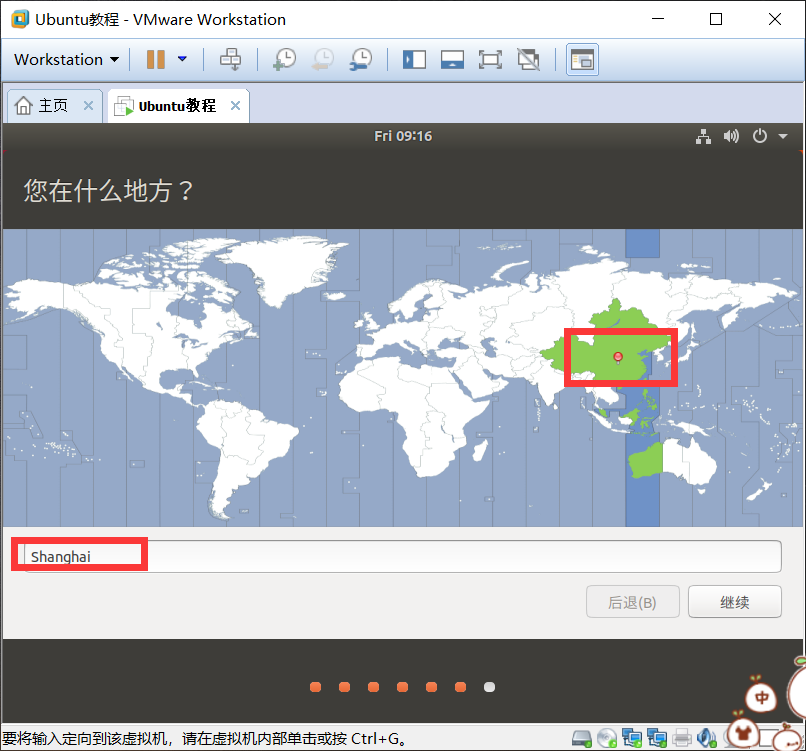 Ubuntu教程 - VMware Workstation
Workstation
主页
Ubuntu教程
Fri 09:16
您在什么地方？
Shanghai
后退(B)
继续
中
要将输入定向到该虚拟机，请在虚拟机内部单击或按 Ctrl+G。